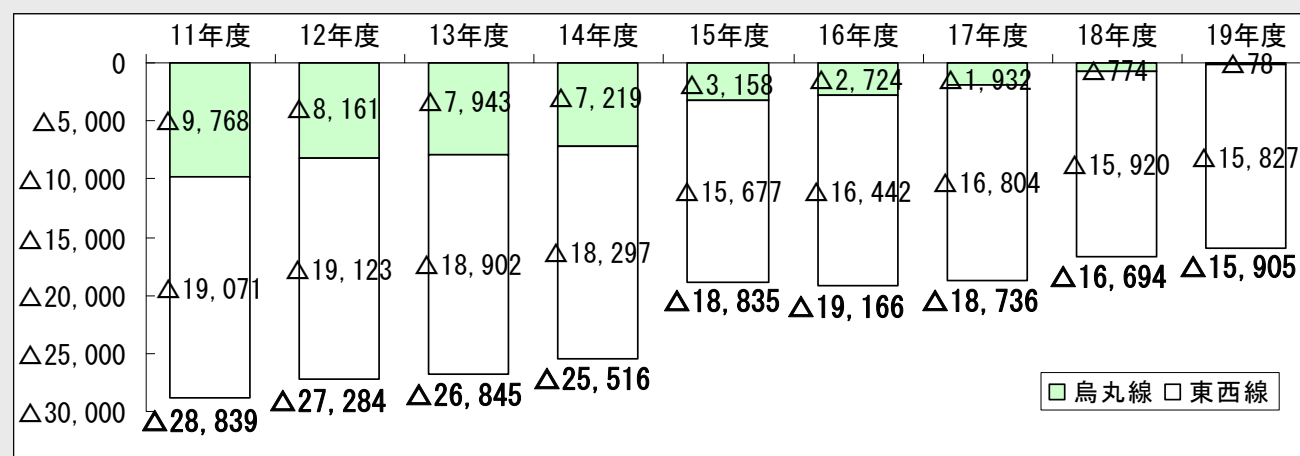 11年度 12年度 13年度 14年度 15年度 16年度 17年度 18年度 19年度
0
△5,000
△10,000
△15,000
△20,000
△25,000
△30,000
△9,768 △8,161 △7,943 △7,219 △3,158 △2,724 △1,932 △774 △78
△19,071 △19,123 △18,902 △18,297 △15,677 △16,442 △16,804 △15,920 △15,827
△28,839 △27,284 △26,845 △25,516 △18,835 △19,166 △18,736 △16,694 △15,905
烏丸線 東西線